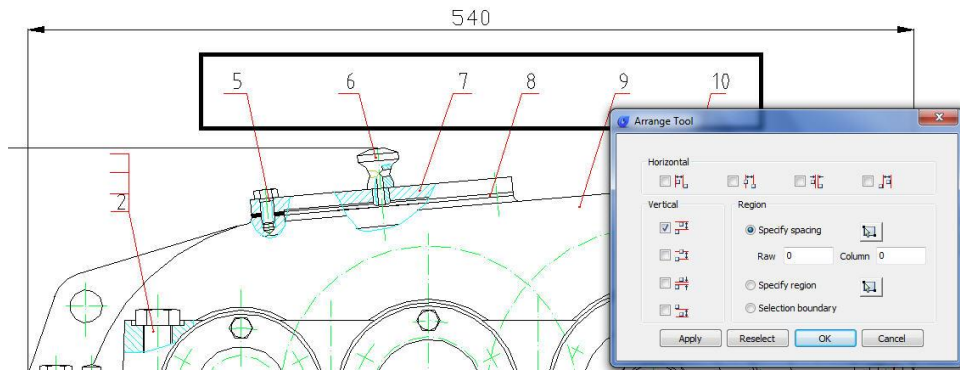 540
5 6 7 8 9 10
2
Arrange Tool
Horizontal
Vertical
Region
Specify spacing
Raw 0 Column 0
Specify region
Selection boundary
Apply Reselect OK Cancel